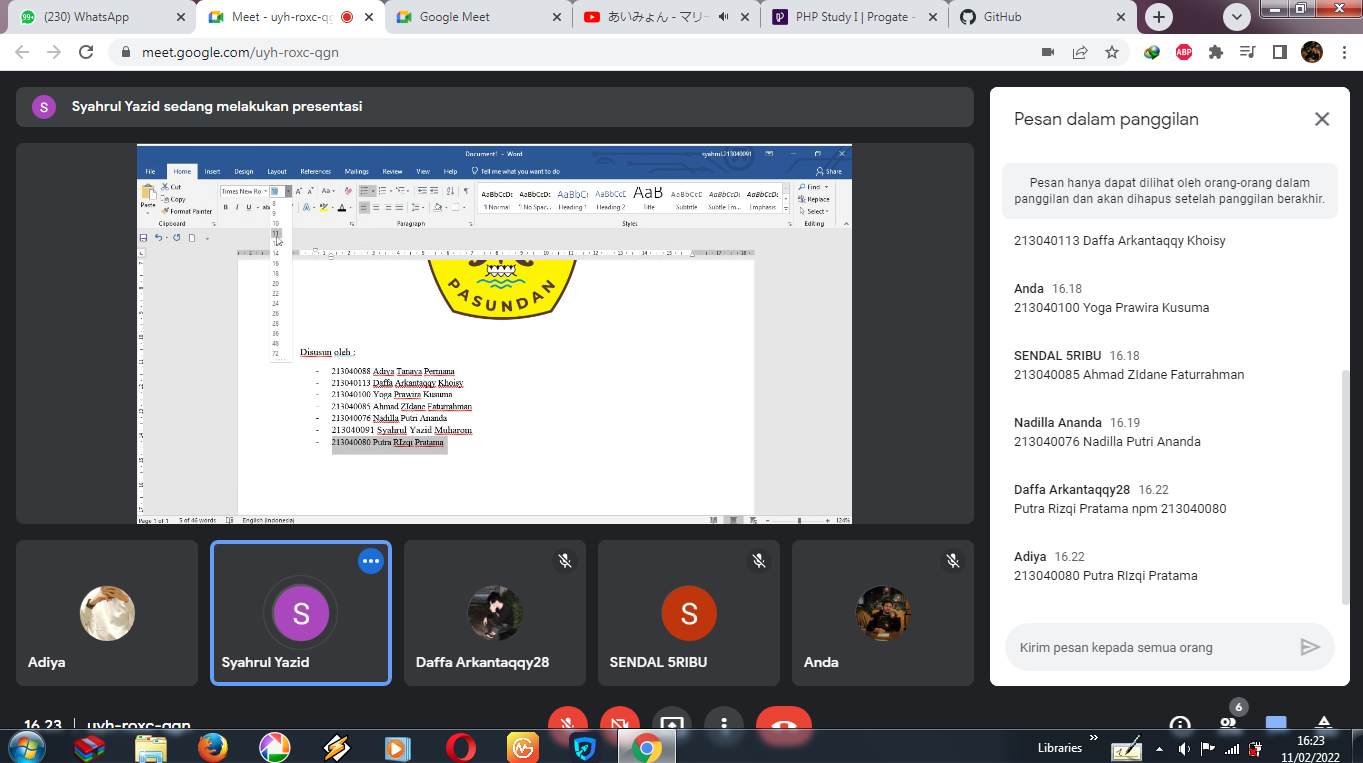 (230) WhatsApp
Meet - uyh-roxc-qg
Google Meet
あいみょん - マリー
PHP Study I | Progate -
GitHub
meet.google.com/uyh-roxc-qgn
ABP
S
Syahrul Yazid sedang melakukan presentasi
Document1 - Word
syahrul.213040091
File Home Insert Design Layout References Mailings Review View Help Tell me what you want to do
Share
Paste
Cut
Copy
Format Painter
Clipboard
Times New Ro
Paragraph
AaBbCcDc AaBbCcDc AaBbC AaBbCcD AaB AaBbCcD AaBbCcDc AaBbCcDc
Normal
No Spac...
Heading 1
Heading 2
Title
Subtitle
Subtle Em...
Emphasis
Styles
Find
Replace
Select
Editing
8
9
10
11
14
16
18
20
22
24
26
28
36
48
72
PASUNDAN
Disusun oleh :
- 213040088 Adiya Tanaya Permana
- 213040113 Daffa Arkantaqqy Khoisy
- 213040100 Yoga Prawira Kusuma
- 213040085 Ahmad ZIdane Faturrahman
- 213040076 Nadilla Putri Ananda
- 213040091 Syahrul Yazid Muharom
- 213040080 Putra RIzqi Pratama
Page 1 of 1 5 of 46 words English (Indonesia)
124%
Adiya
S
Syahrul Yazid
Daffa Arkantaqqy28
S
SENDAL 5RIBU
Anda
Pesan dalam panggilan
Pesan hanya dapat dilihat oleh orang-orang dalam
panggilan dan akan dihapus setelah panggilan berakhir.
213040113 Daffa Arkantaqqy Khoisy
Anda 16.18
213040100 Yoga Prawira Kusuma
SENDAL 5RIBU 16.18
213040085 Ahmad ZIdane Faturrahman
Nadilla Ananda 16.19
213040076 Nadilla Putri Ananda
Daffa Arkantaqqy28 16.22
Putra Rizqi Pratama npm 213040080
Adiya 16.22
213040080 Putra RIzqi Pratama
Kirim pesan kepada semua orang
16.23 | uyh-roxc-qgn
6
Libraries
16:23
11/02/2022